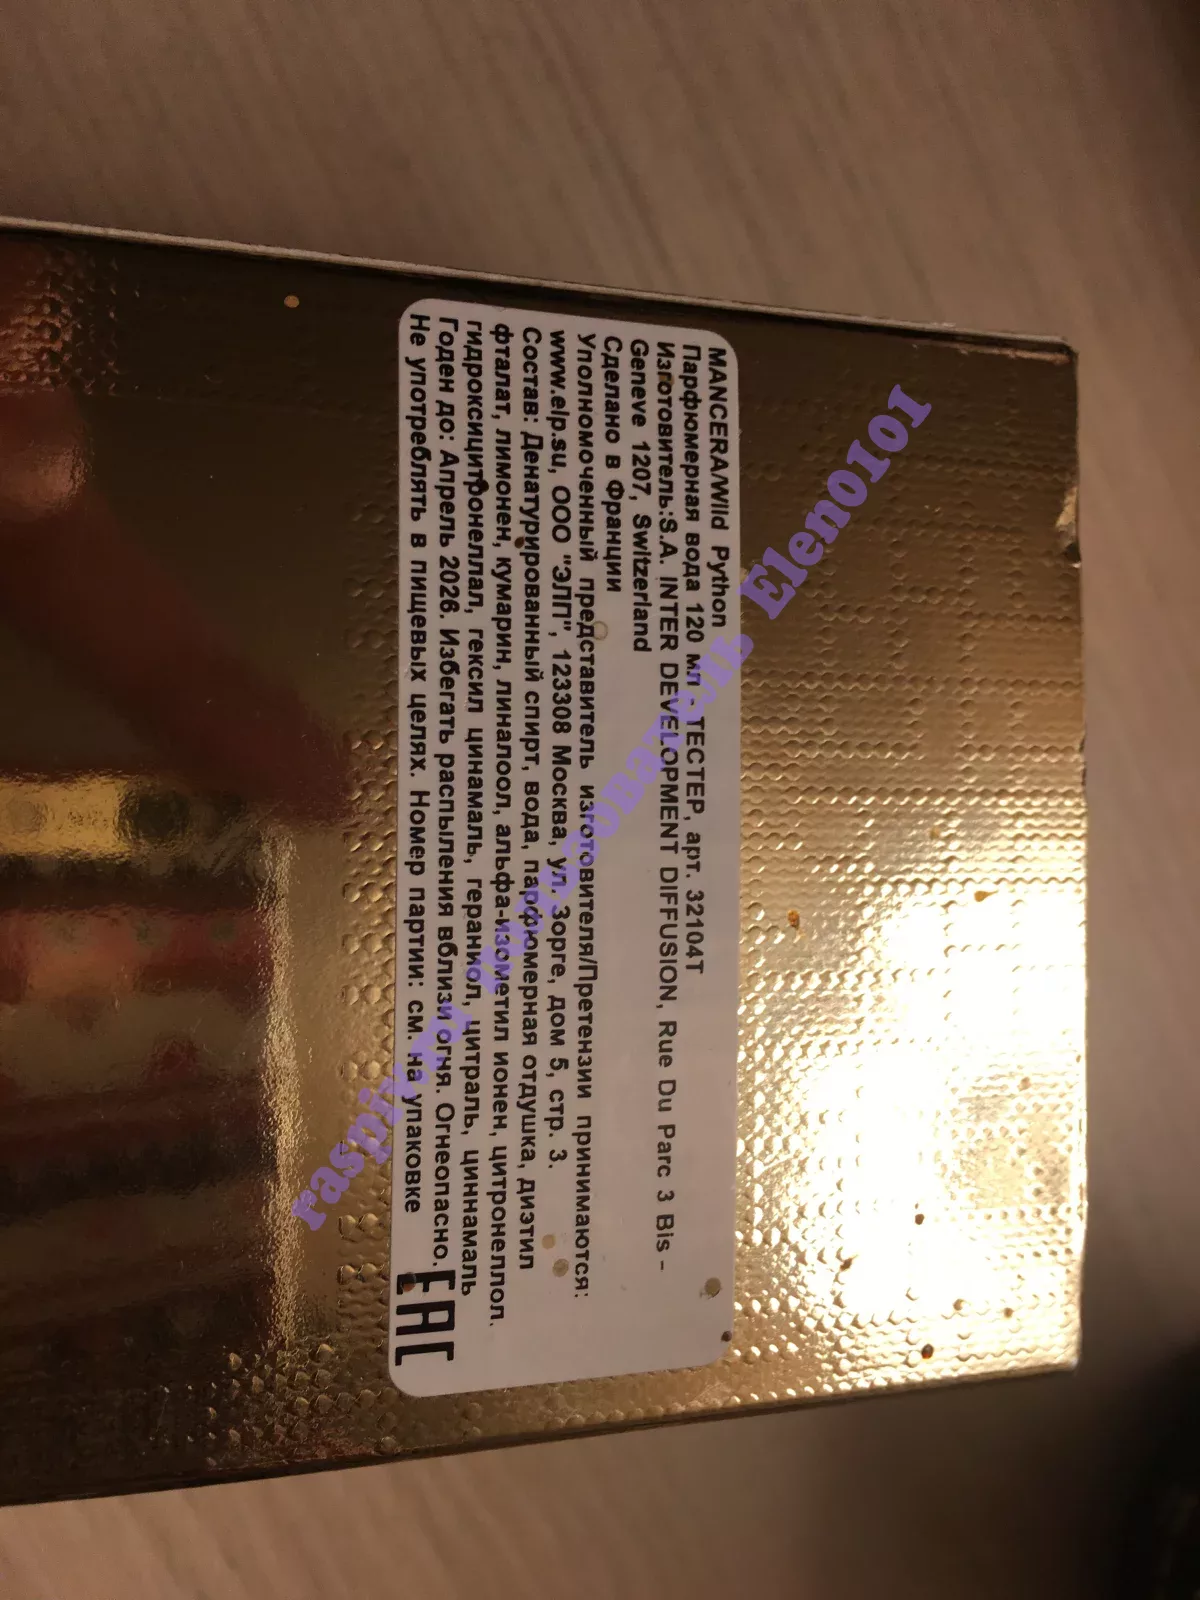 MANCERA/Wild Python
Парфюмерная вода 120 мл - ТЕСТЕР, арт. 32104T
Изготовитель:S.A. INTER DEVELOPMENT DIFFUSION, Rue Du Parc 3 Bis -
Geneve 1207, Switzerland
Сделано в Франции
Уполномоченный представитель изготовителя/Претензии принимаются:
www.elp.su, ООО "ЭЛП", 123308 Москва, ул. Зорге, дом 5, стр. 3.
Состав: Денатурированный спирт, вода, парфюмерная отдушка, диэтил
фталат, лимонен, кумарин, линалоол, альфа-изометил ионен, цитронеллол.
гидроксицитронеллал, гексил цинамаль, гераниол, цитраль, циннамаль
Годен до: Апрель 2026. Избегать распыления вблизи огня. Огнеопасно.
Не употреблять в пищевых целях. Номер партии: см. на упаковке
EAC
raspiv.ru пользователь Elen0101